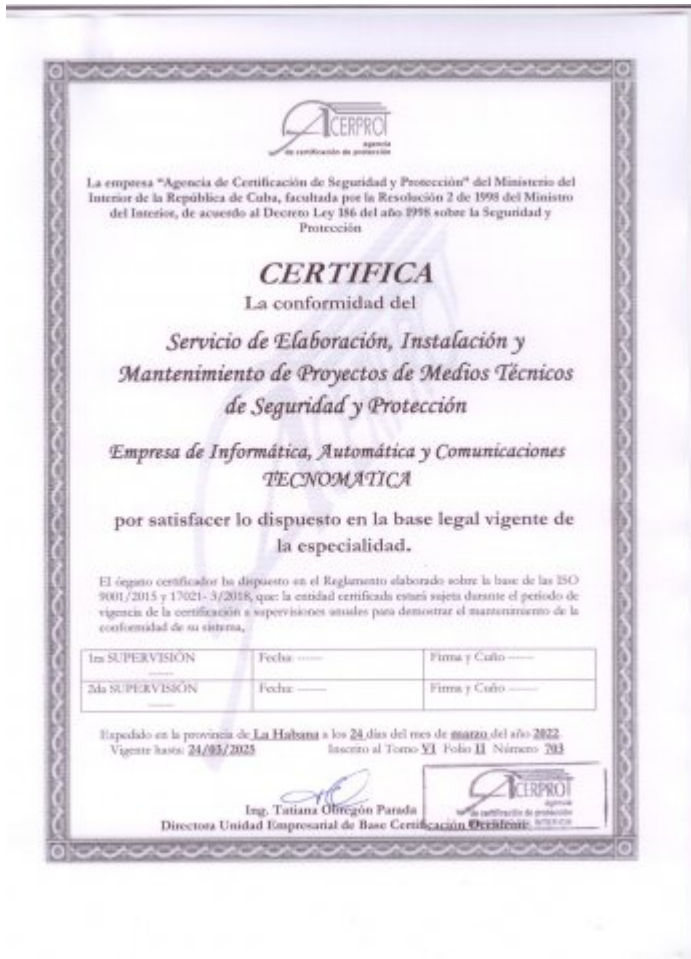 ACERPROT
agencia
de certificación de protección
La empresa "Agencia de Certificación de Seguridad y Protección" del Ministerio del
Interior de la República de Cuba, facultada por la Resolución 2 de 1998 del Ministro
del Interior, de acuerdo al Decreto Ley 186 del año 1998 sobre la Seguridad y
Protección
CERTIFICA
La conformidad del
Servicio de Elaboración, Instalación y
Mantenimiento de Proyectos de Medios Técnicos
de Seguridad y Protección
Empresa de Informática, Automática y Comunicaciones
TECNOMATICA
por satisfacer lo dispuesto en la base legal vigente de
la especialidad.
El órgano certificador ha dispuesto en el Reglamento elaborado sobre la base de las ISO
9001/2015 y 17021- 3/2018, que: la entidad certificada estará sujeta durante el periodo de
vigencia de la certificación a supervisiones anuales para demostrar el mantenimiento de la
conformidad de su sistema,
1ra SUPERVISIÓN ------ Fecha: ------ Firma y Cuño ------
2da SUPERVISIÓN ------ Fecha: ------ Firma y Cuño ------
Expedido en la provincia de La Habana a los 24 días del mes de marzo del año 2022
Vigente hasta: 24/03/2025 Inscrito al Tomo VI Folio II Número 703
Ing. Tatiana Obregón Parada
Directora Unidad Empresarial de Base Certificación Occidente
ACERPROT
agencia
de certificación de protección